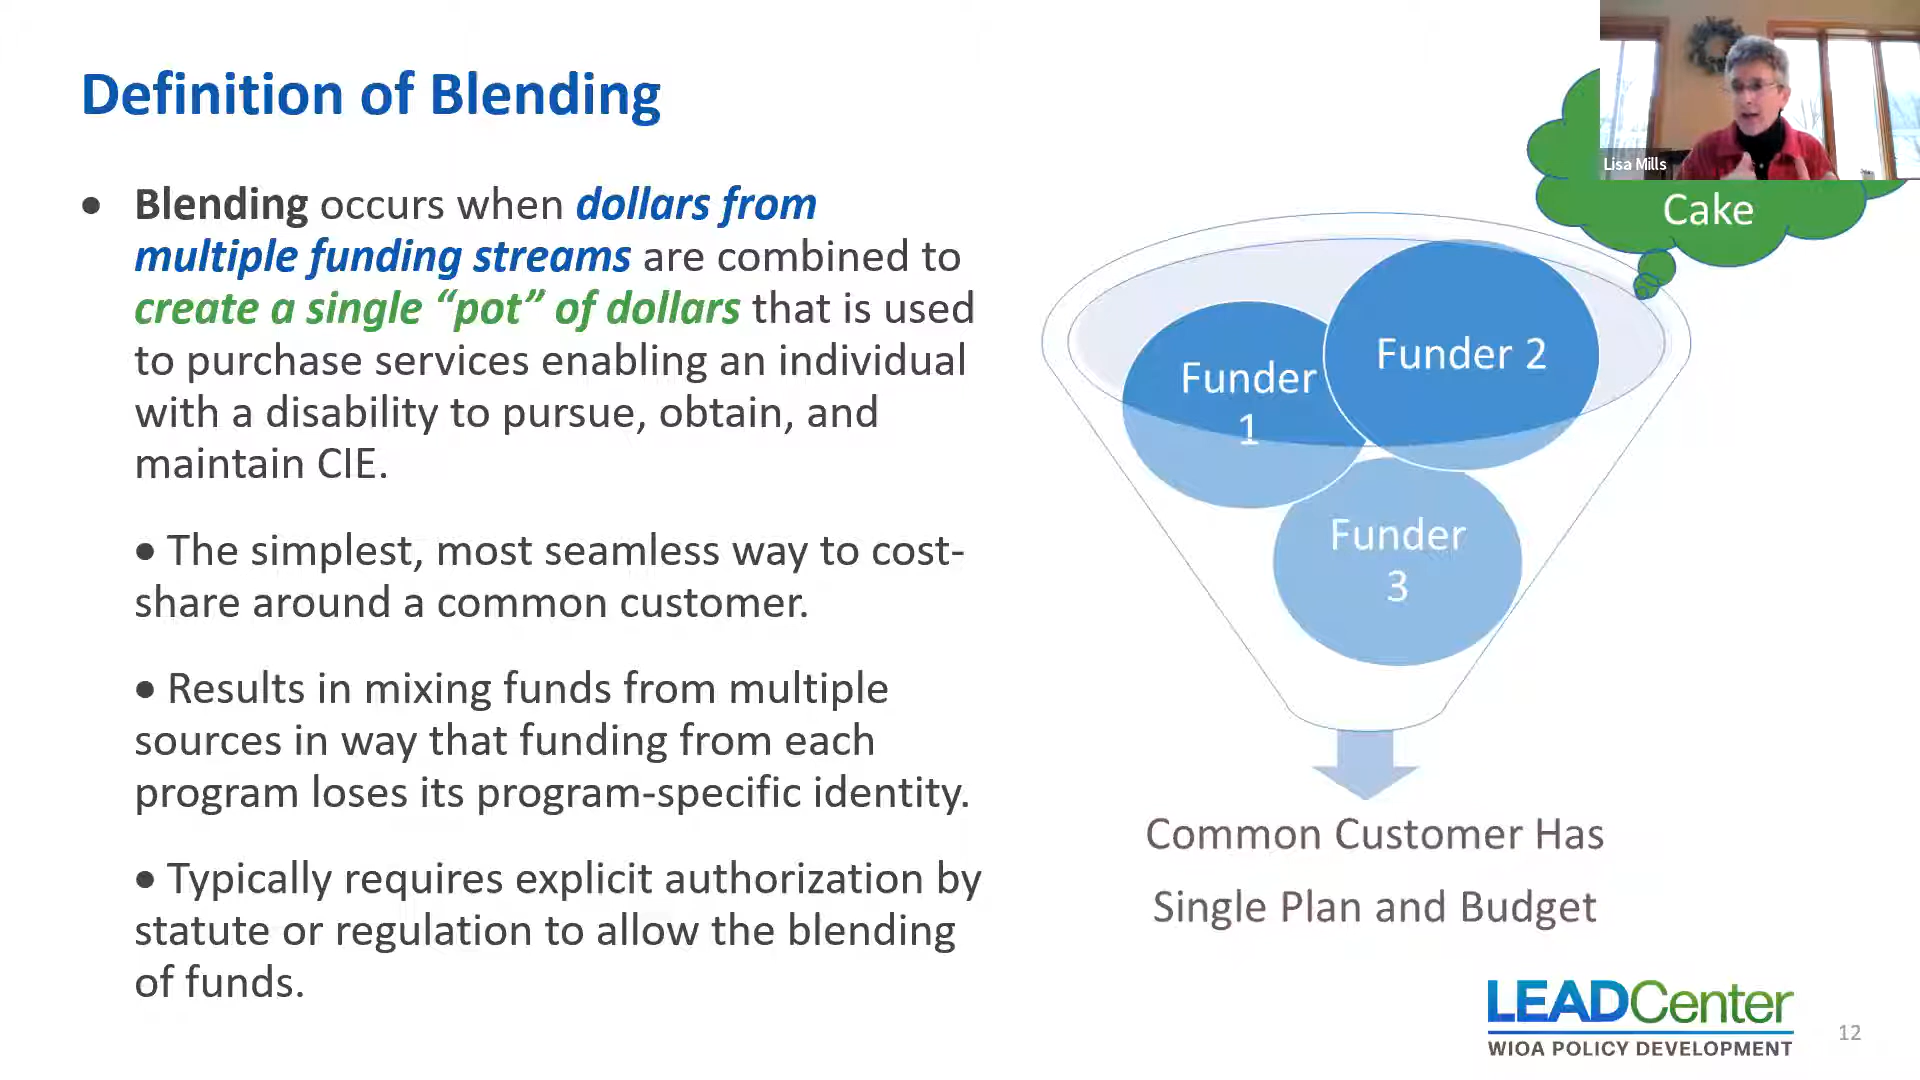 Definition of Blending
• Blending occurs when dollars from
multiple funding streams are combined to
create a single “pot” of dollars that is used
to purchase services enabling an individual
with a disability to pursue, obtain, and
maintain CIE.
• The simplest, most seamless way to cost-
share around a common customer.
• Results in mixing funds from multiple
sources in way that funding from each
program loses its program-specific identity.
• Typically requires explicit authorization by
statute or regulation to allow the blending
of funds.
Lisa Mills
Cake
Funder
1
Funder 2
Funder
3
Common Customer Has
Single Plan and Budget
LEADCenter
WIOA POLICY DEVELOPMENT
12